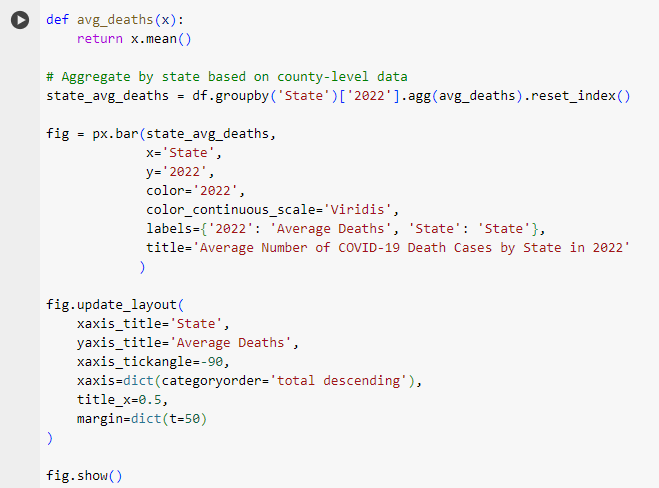 def avg_deaths(x):
    return x.mean()

# Aggregate by state based on county-level data
state_avg_deaths = df.groupby('State')['2022'].agg(avg_deaths).reset_index()

fig = px.bar(state_avg_deaths,
             x='State',
             y='2022',
             color='2022',
             color_continuous_scale='Viridis',
             labels={'2022': 'Average Deaths', 'State': 'State'},
             title='Average Number of COVID-19 Death Cases by State in 2022'
            )

fig.update_layout(
    xaxis_title='State',
    yaxis_title='Average Deaths',
    xaxis_tickangle=-90,
    xaxis=dict(categoryorder='total descending'),
    title_x=0.5,
    margin=dict(t=50)
)

fig.show()